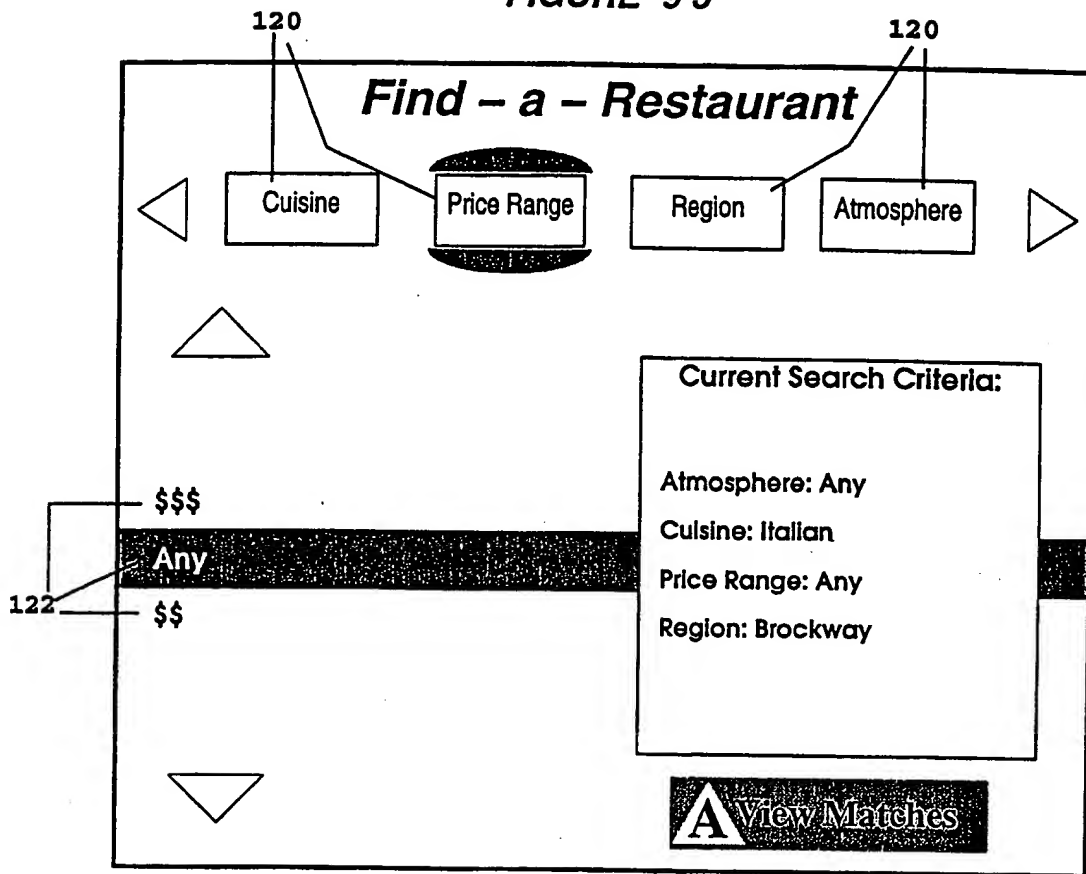 120
120
Find – a – Restaurant
Cuisine
Price Range
Region
Atmosphere
Current Search Criteria:
Atmosphere: Any
Cuisine: Italian
Price Range: Any
Region: Brockway
$$$
Any
122
$$
A View Matches